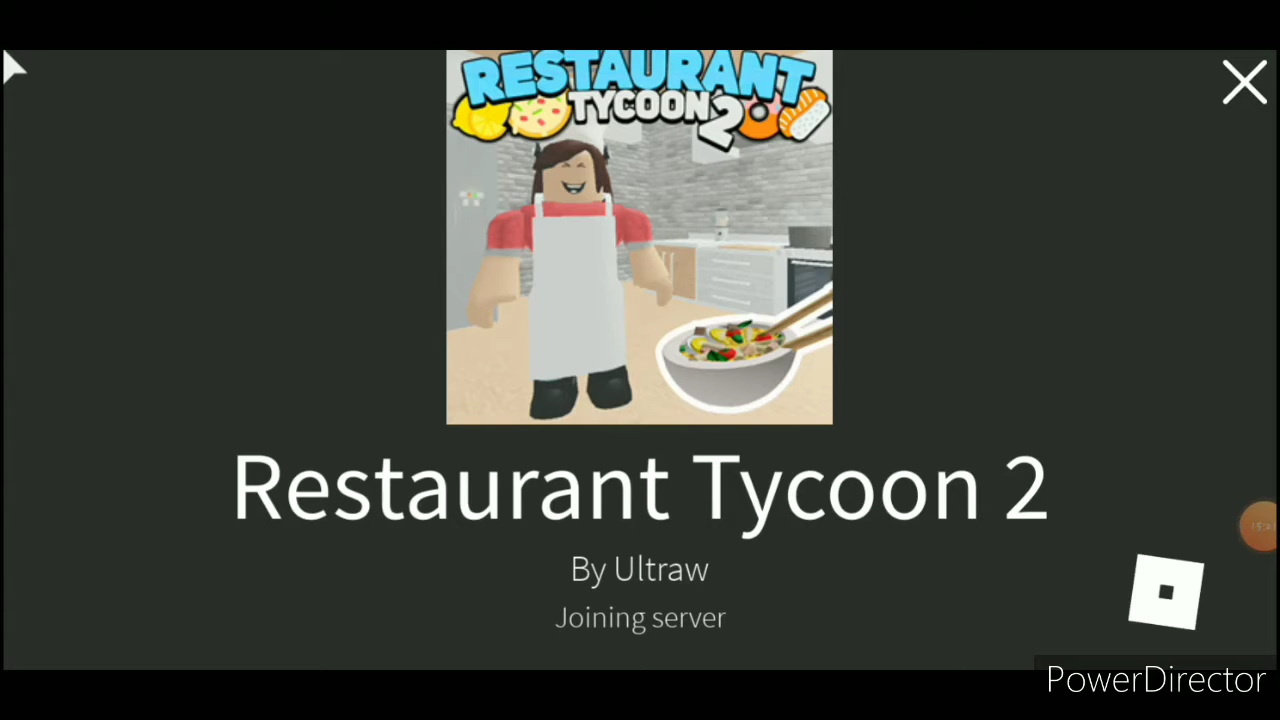 RESTAURANT
TYCOON 2
Restaurant Tycoon 2
By Ultraw
Joining server
PowerDirector